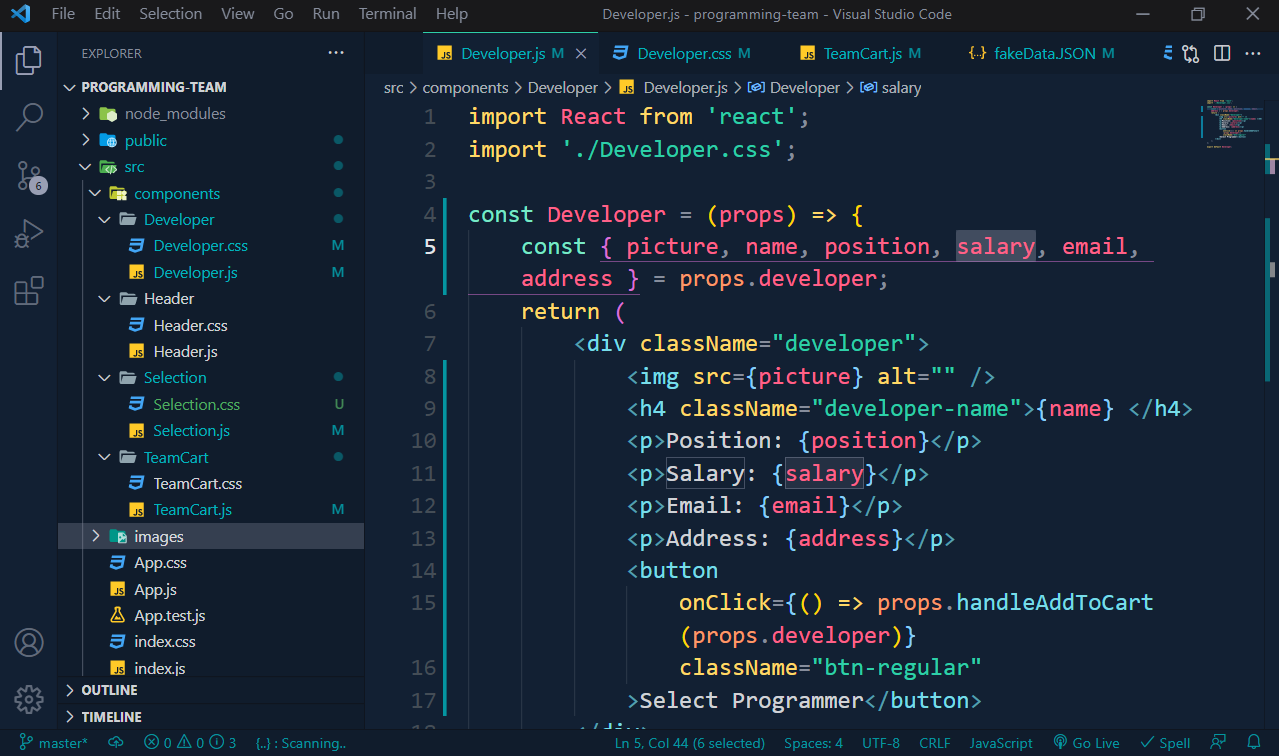 File Edit Selection View Go Run Terminal Help Developer.js - programming-team - Visual Studio Code
EXPLORER
PROGRAMMING-TEAM
node_modules
public
src
components
Developer
Developer.css M
Developer.js M
Header
Header.css
Header.js
Selection
Selection.css U
Selection.js M
TeamCart
TeamCart.css
TeamCart.js M
images
App.css
App.js
App.test.js
index.css
index.js
OUTLINE
TIMELINE
6
Developer.js M Developer.css M TeamCart.js M fakeDataJSON M
src > components > Developer > JS Developer.js > Developer > salary
1 import React from 'react';
2 import './Developer.css';
3
4 const Developer = (props) => {
5 const { picture, name, position, salary, email,
address } = props.developer;
6 return (
7 <div className="developer">
8 <img src={picture} alt="" />
9 <h4 className="developer-name">{name} </h4>
10 <p>Position: {position}</p>
11 <p>Salary: {salary}</p>
12 <p>Email: {email}</p>
13 <p>Address: {address}</p>
14 <button
15 onClick={() => props.handleAddToCart
(props.developer)}
16 className="btn-regular"
17 >Select Programmer</button>
master* 0 0 3 {..} : Scanning.. Ln 5, Col 44 (6 selected) Spaces: 4 UTF-8 CRLF JavaScript Go Live Spell